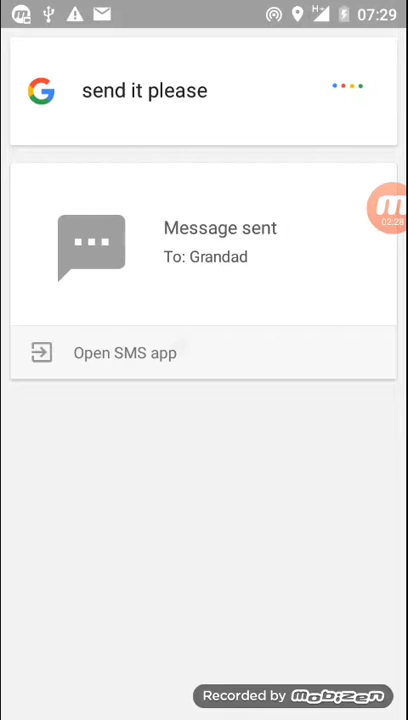 H+ 07:29
send it please
Message sent
02:28
To: Grandad
Open SMS app
Recorded by mobizen